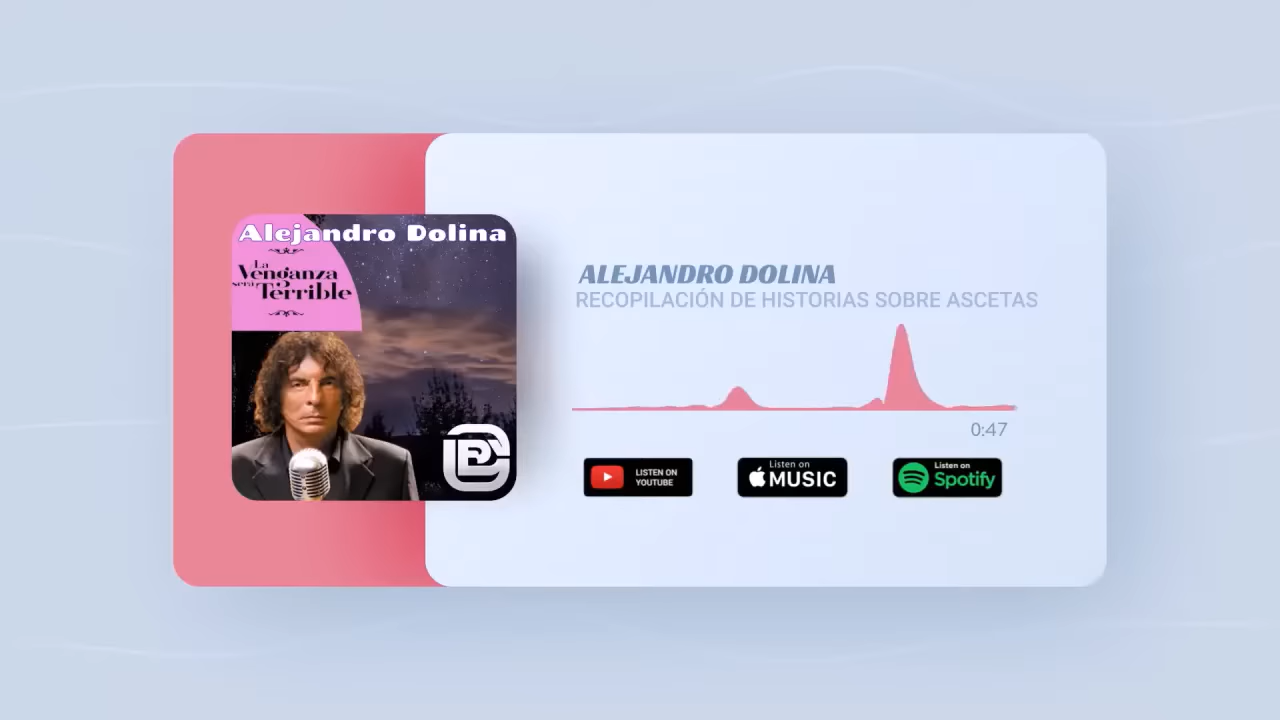 Alejandro Dolina
La
Venganza
será Terrible
ALEJANDRO DOLINA
RECOPILACIÓN DE HISTORIAS SOBRE ASCETAS
0:47
LISTEN ON
YOUTUBE
Listen on
MUSIC
Listen on
Spotify